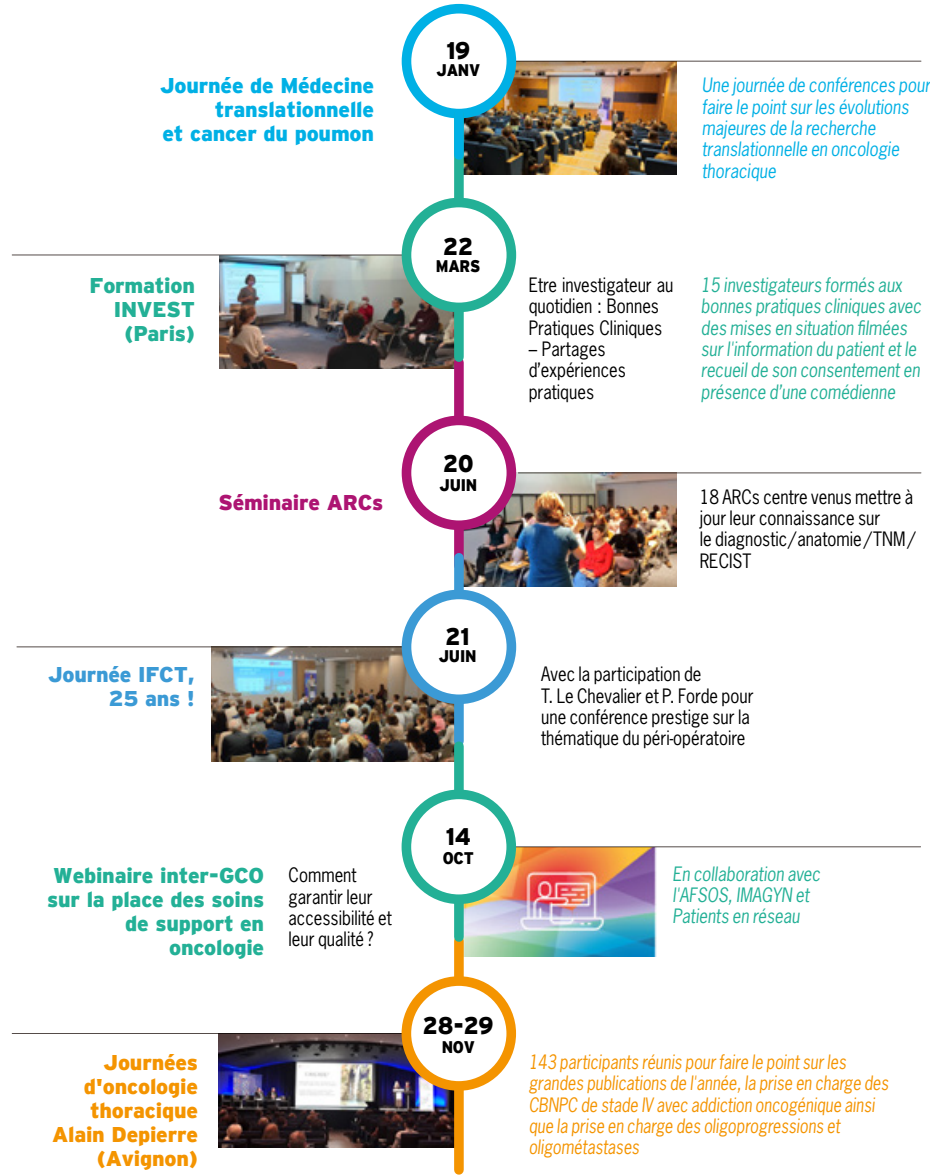 19
JANV
Journée de Médecine
translationnelle
et cancer du poumon
Une journée de conférences pour
faire le point sur les évolutions
majeures de la recherche
translationnelle en oncologie
thoracique
22
MARS
Formation
INVEST
(Paris)
Etre investigateur au
quotidien : Bonnes
Pratiques Cliniques
– Partages
d'expériences
pratiques
15 investigateurs formés aux
bonnes pratiques cliniques avec
des mises en situation filmées
sur l'information du patient et le
recueil de son consentement en
présence d'une comédienne
20
JUIN
Séminaire ARCs
18 ARCs centre venus mettre à
jour leur connaissance sur
le diagnostic/anatomie/TNM/
RECIST
21
JUIN
Journée IFCT,
25 ans !
Avec la participation de
T. Le Chevalier et P. Forde pour
une conférence prestige sur la
thématique du péri-opératoire
14
OCT
Webinaire inter-GCO
sur la place des soins
de support en
oncologie
Comment
garantir leur
accessibilité et
leur qualité ?
En collaboration avec
l'AFSOS, IMAGYN et
Patients en réseau
28-29
NOV
Journées
d'oncologie
thoracique
Alain Depierre
(Avignon)
143 participants réunis pour faire le point sur les
grandes publications de l'année, la prise en charge des
CBNPC de stade IV avec addiction oncogénique ainsi
que la prise en charge des oligoprogressions et
oligométastases